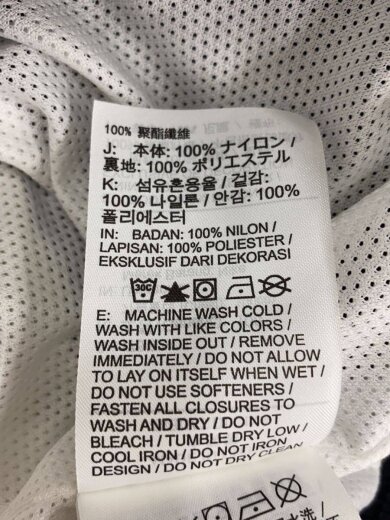 100% 聚酯纖維
J: 本体: 100% ナイロン /
裏地: 100% ポリエステル
K: 섬유혼용율 / 겉감:
100% 나일론 / 안감: 100%
폴리에스터
IN: BADAN: 100% NILON /
LAPISAN: 100% POLIESTER /
EKSKLUSIF DARI DEKORASI
30C
E: MACHINE WASH COLD /
WASH WITH LIKE COLORS /
WASH INSIDE OUT / REMOVE
IMMEDIATELY / DO NOT ALLOW
TO LAY ON ITSELF WHEN WET /
DO NOT USE SOFTENERS /
FASTEN ALL CLOSURES TO
WASH AND DRY / DO NOT
BLEACH / TUMBLE DRY LOW /
COOL IRON / DO NOT IRON
DESIGN / DO NOT DRY CLEAN